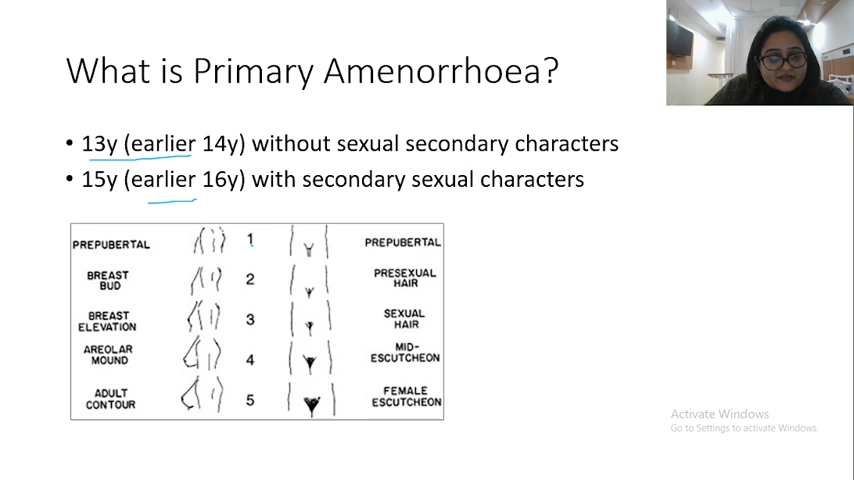 What is Primary Amenorrhoea?
• 13y (earlier 14y) without sexual secondary characters
• 15y (earlier 16y) with secondary sexual characters
PREPUBERTAL 1 PREPUBERTAL
BREAST BUD 2 PRESEXUAL HAIR
BREAST ELEVATION 3 SEXUAL HAIR
AREOLAR MOUND 4 MID-ESCUTCHEON
ADULT CONTOUR 5 FEMALE ESCUTCHEON
Activate Windows
Go to Settings to activate Windows.